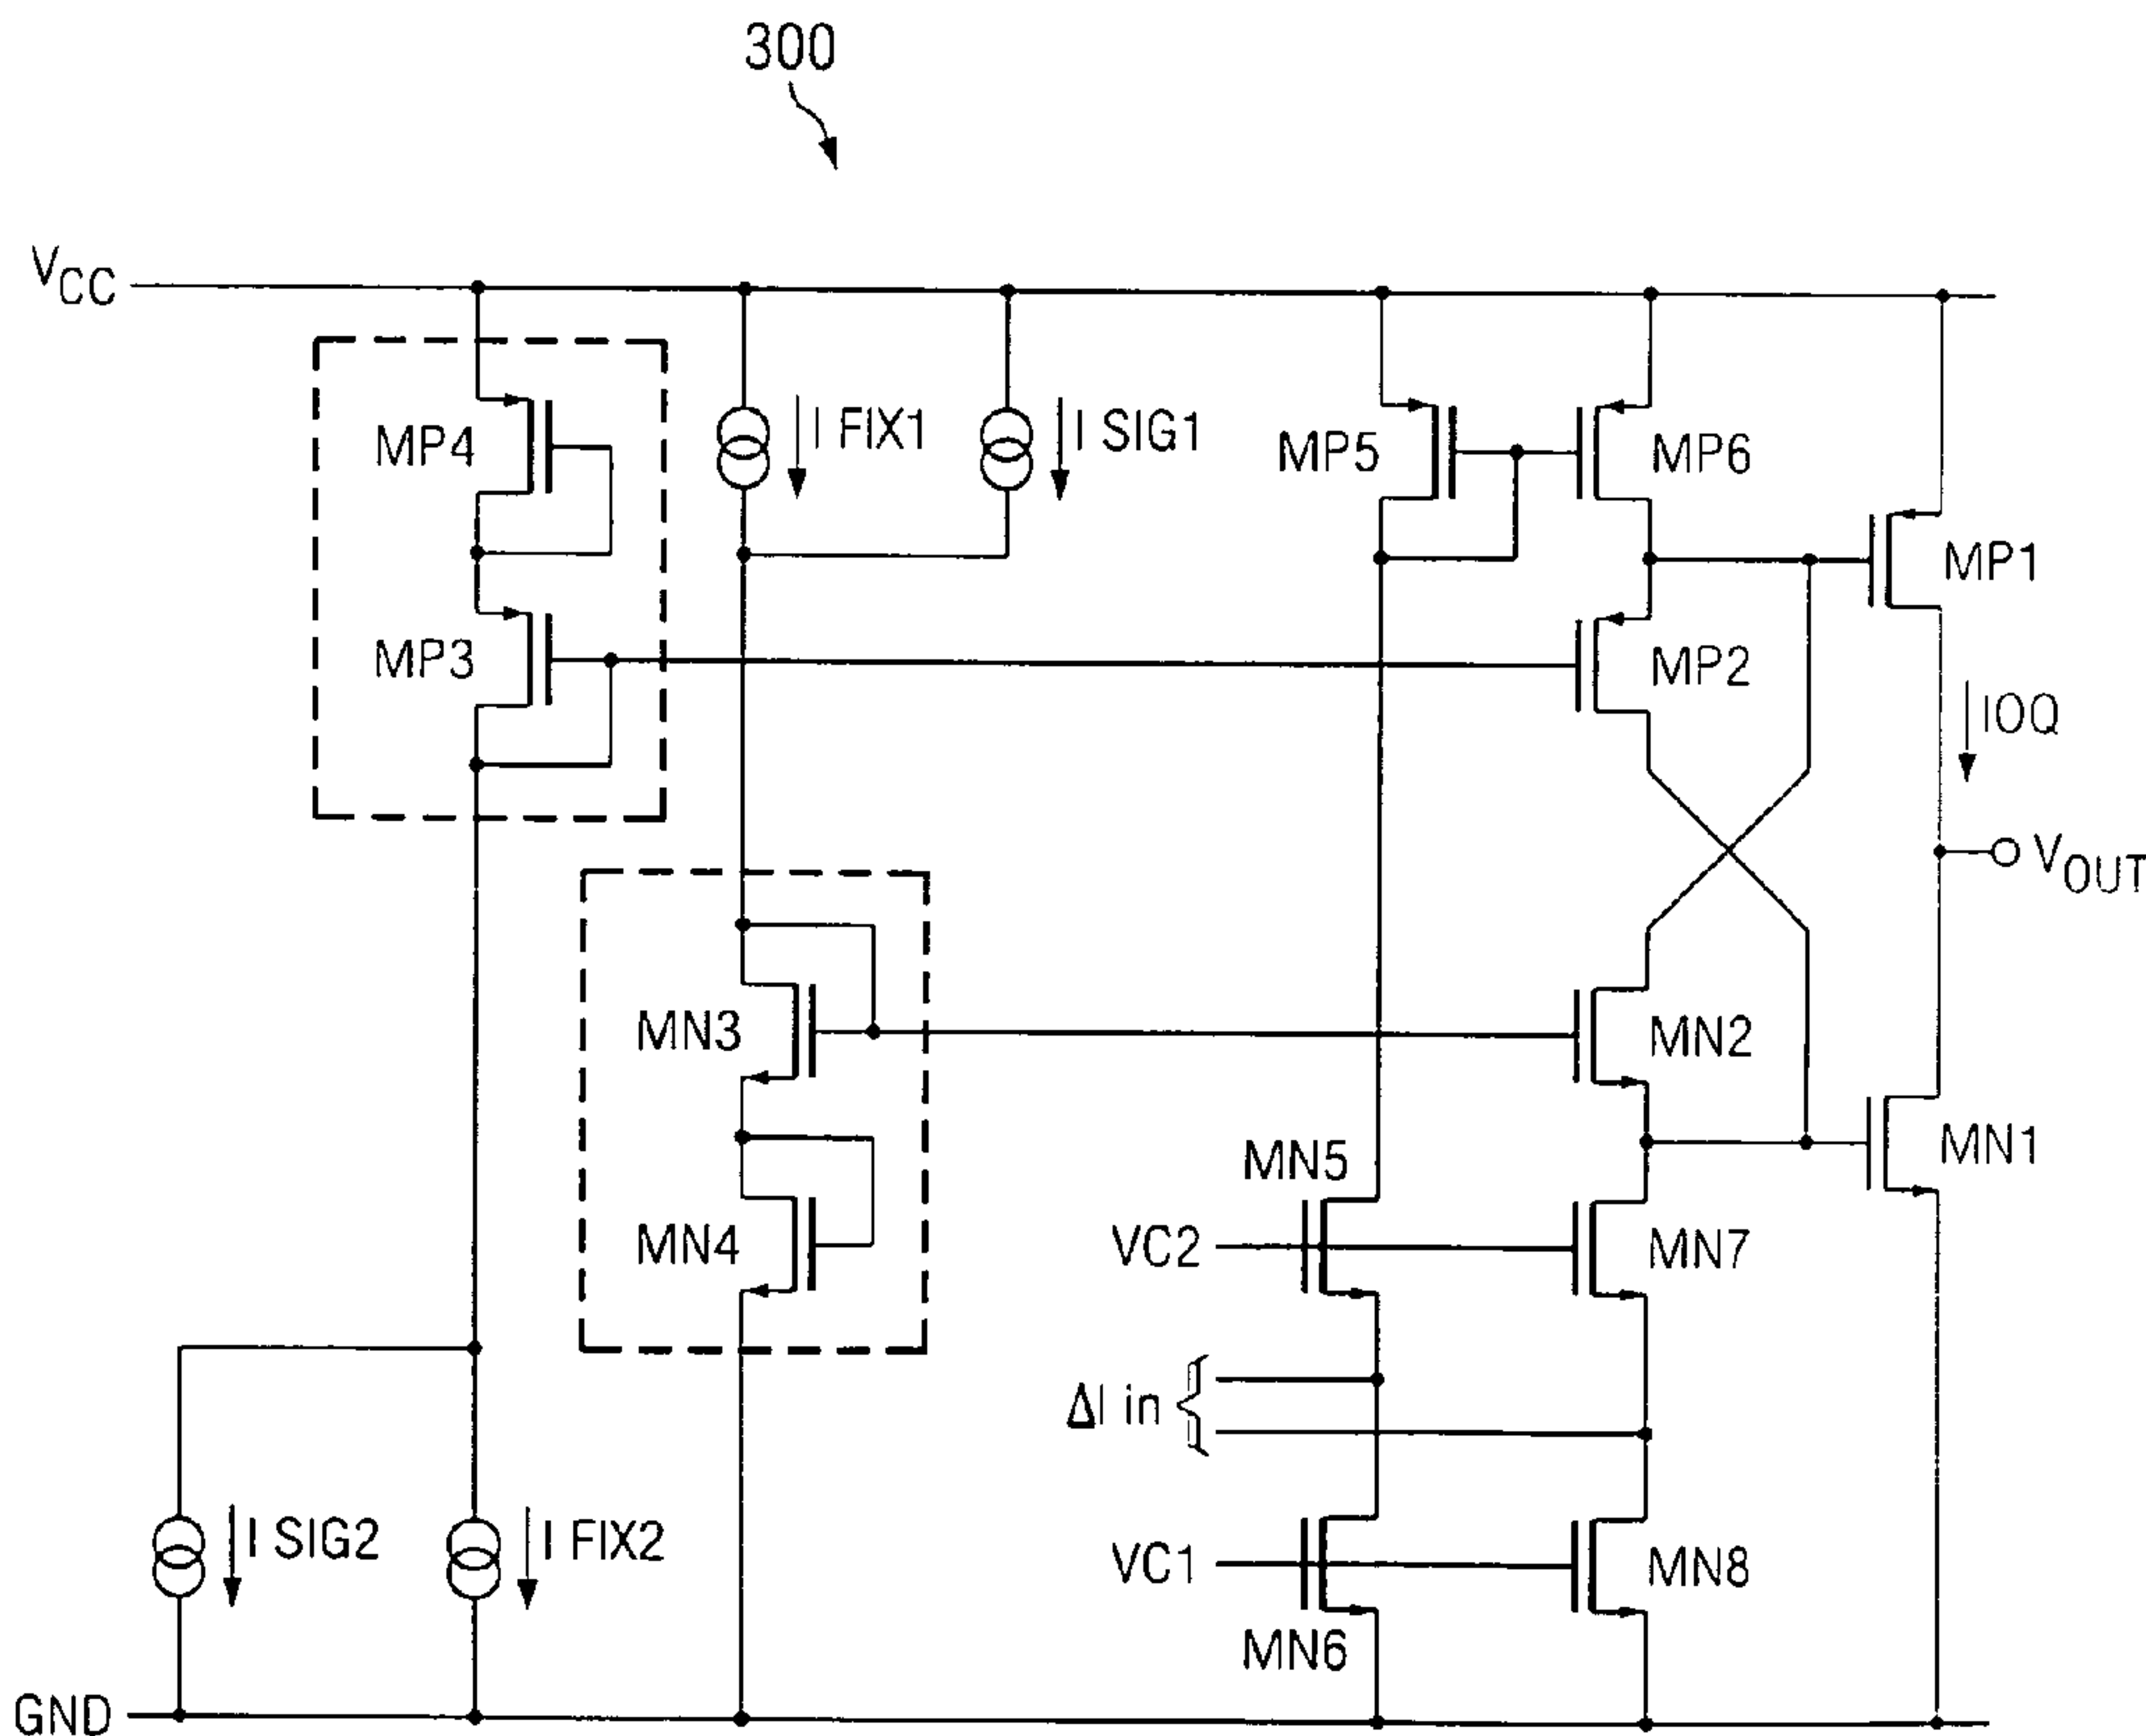 300
VCC
MP4
I FIX1
I SIG1
MP5
MP6
MP1
MP3
MP2
IOQ
VOUT
MN3
MN2
MN5
MN1
MN4
VC2
MN7
ΔI in
I SIG2
I FIX2
VC1
MN8
MN6
GND